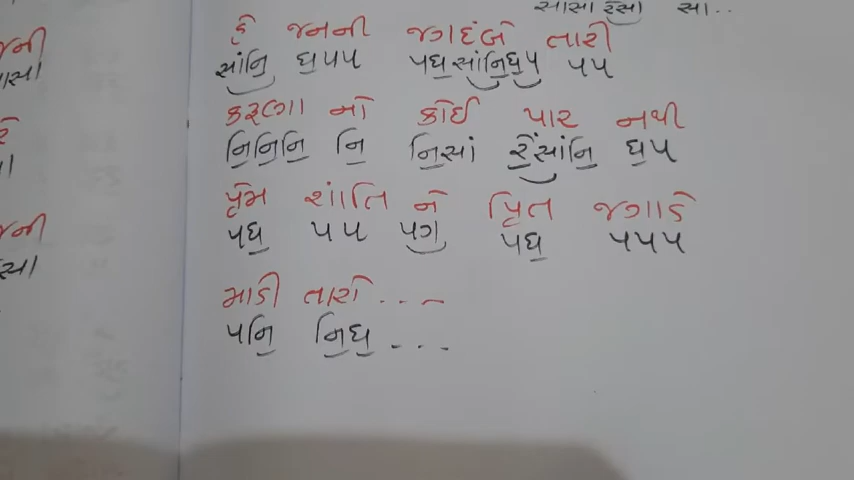 સાસા રેસા સા..
હે જનની જગદંબે તારી
સાંનિ ધપપ પધસાંનિધપ પપ
કરૂણા નો કોઈ પાર નથી
નિનિનિ નિ નિસાં રેંસાંનિ ધપ
પ્રેમ શાંતિ ને પ્રિત જગાડે
પધ પપ પગ પધ પપપ
માડી તારો...
પનિ નિધ...